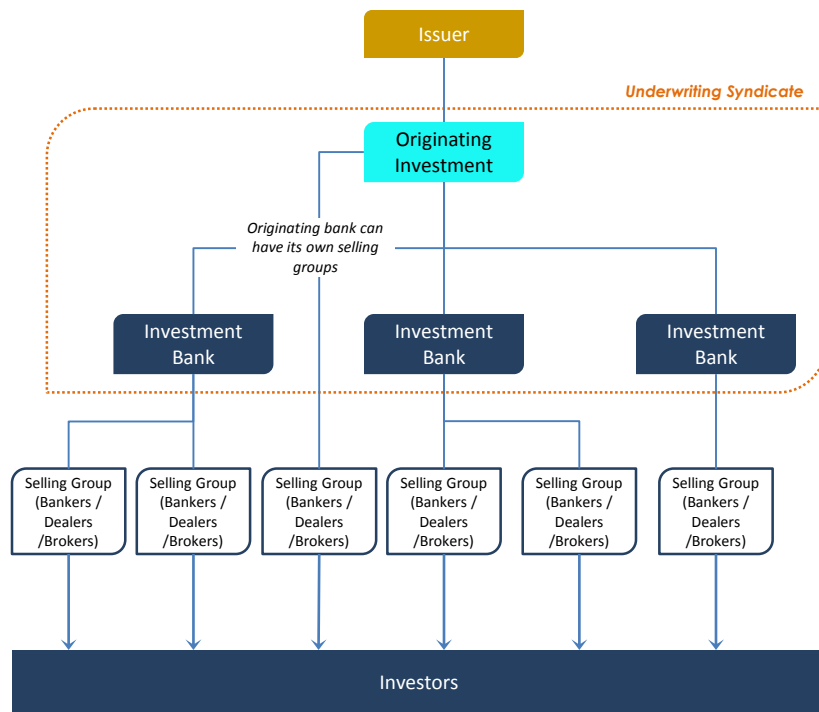 Issuer
Underwriting Syndicate
Originating
Investment
Originating bank can
have its own selling
groups
Investment
Bank
Investment
Bank
Investment
Bank
Selling Group
(Bankers /
Dealers
/Brokers)
Selling Group
(Bankers /
Dealers
/Brokers)
Selling Group
(Bankers /
Dealers
/Brokers)
Selling Group
(Bankers /
Dealers
/Brokers)
Selling Group
(Bankers /
Dealers
/Brokers)
Selling Group
(Bankers /
Dealers
/Brokers)
Investors